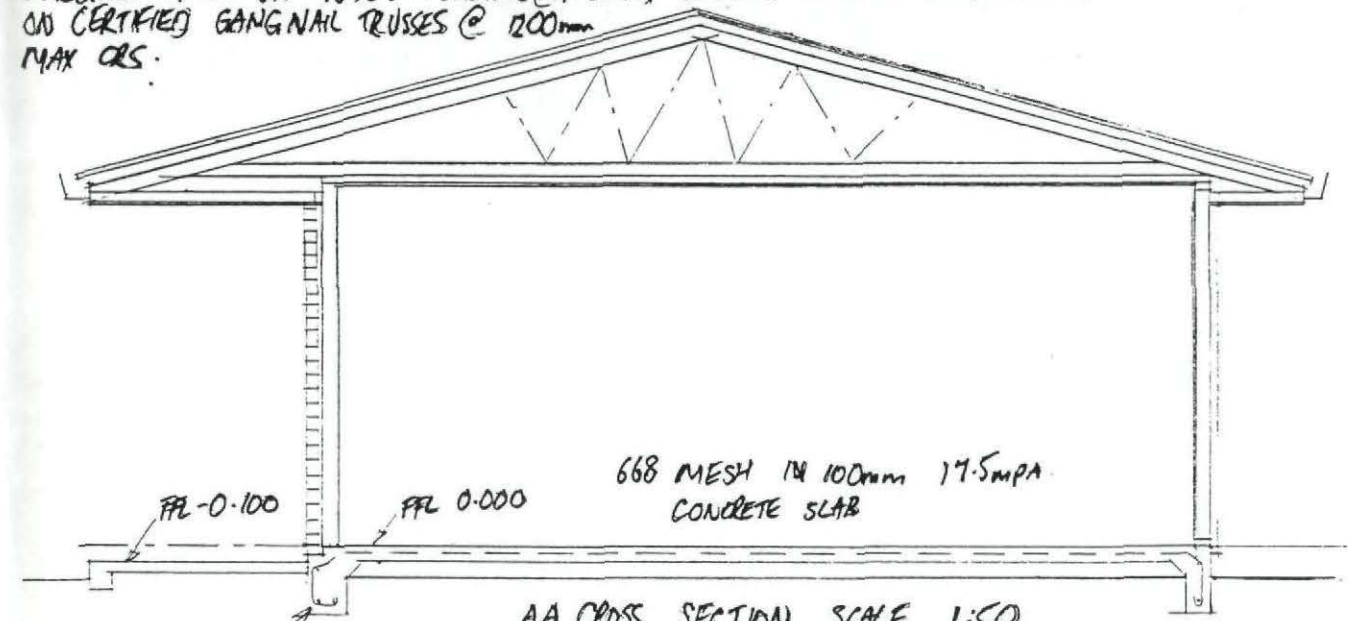 ON CERTIFIED GANGNAIL TRUSSES @ 1200mm
MAX CRS.
668 MESH IN 100mm 17.5mPA
CONCRETE SLAB
FFL -0.100
FFL 0.000
AA CROSS SECTION SCALE 1:50